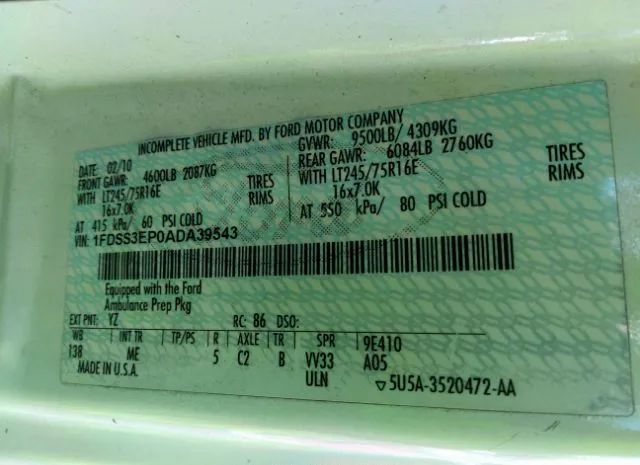 INCOMPLETE VEHICLE MFD. BY FORD MOTOR COMPANY
DATE: 02/10 GVWR: 9500LB/ 4309KG
FRONT GAWR: 4600LB 2087KG REAR GAWR: 6084LB 2760KG
WITH LT245/75R16E TIRES WITH LT245/75R16E TIRES
16x7.0K RIMS 16x7.0K RIMS
AT 415 kPa/ 60 PSI COLD AT 550 kPa/ 80 PSI COLD
VIN: 1FDSS3EP0ADA39543
Equipped with the Ford
Ambulance Prep Pkg
EXT PNT: YZ RC: 86 DSO:
WB INT TR TP/PS R AXLE TR SPR 9E410
138 ME 5 C2 B VV33 A05
MADE IN U.S.A. ULN ▽5U5A-3520472-AA